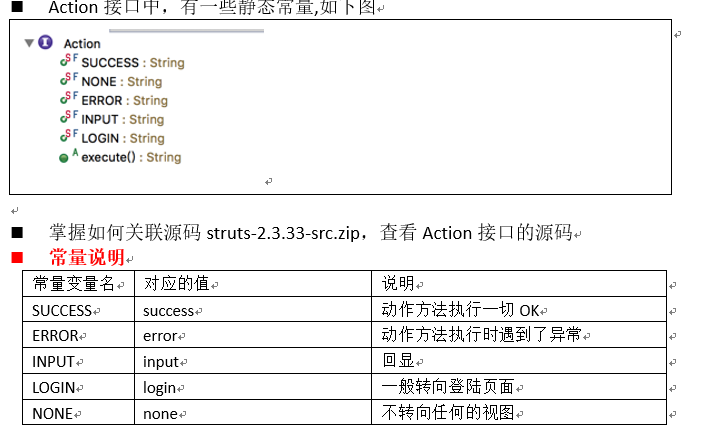 ■ Action 接口中，有一些静态常量,如下图
Action
SUCCESS : String
NONE : String
ERROR : String
INPUT : String
LOGIN : String
execute() : String
■ 掌握如何关联源码 struts-2.3.33-src.zip，查看 Action 接口的源码
■ 常量说明
常量变量名 对应的值 说明
SUCCESS success 动作方法执行一切 OK
ERROR error 动作方法执行时遇到了异常
INPUT input 回显
LOGIN login 一般转向登陆页面
NONE none 不转向任何的视图